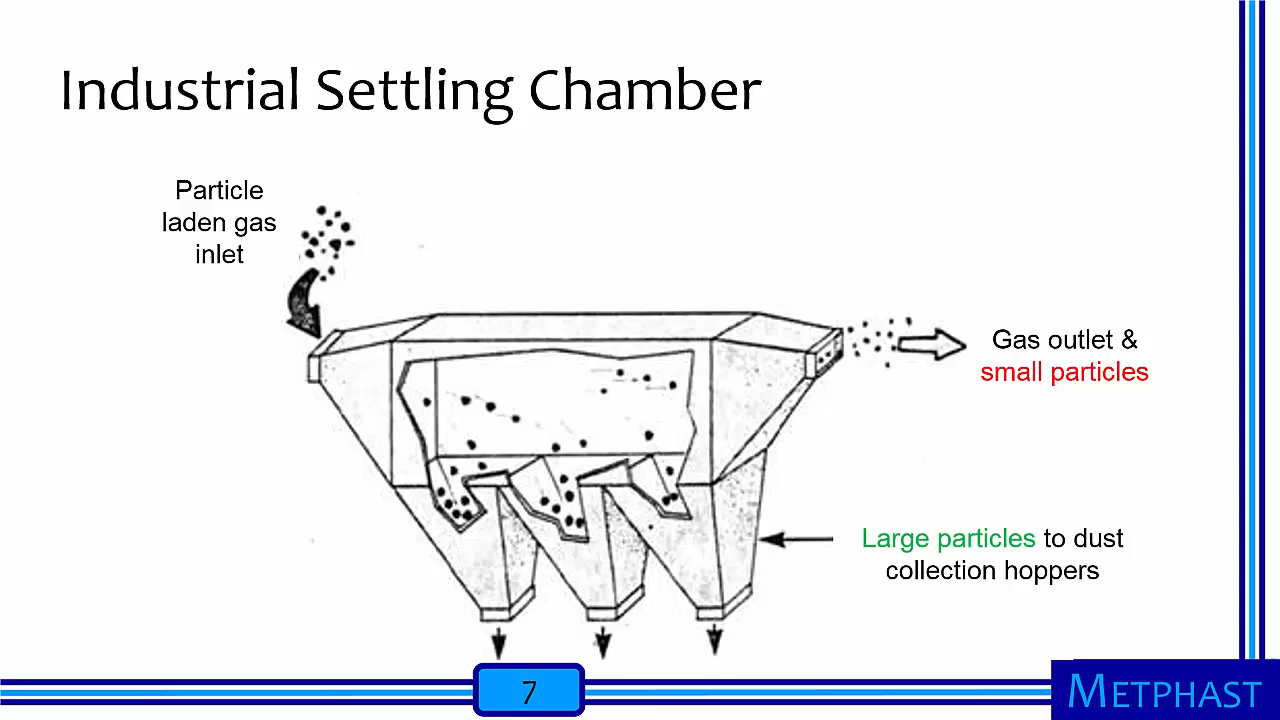 Industrial Settling Chamber
Particle
laden gas
inlet
Gas outlet &
small particles
Large particles to dust
collection hoppers
7
METPHAST